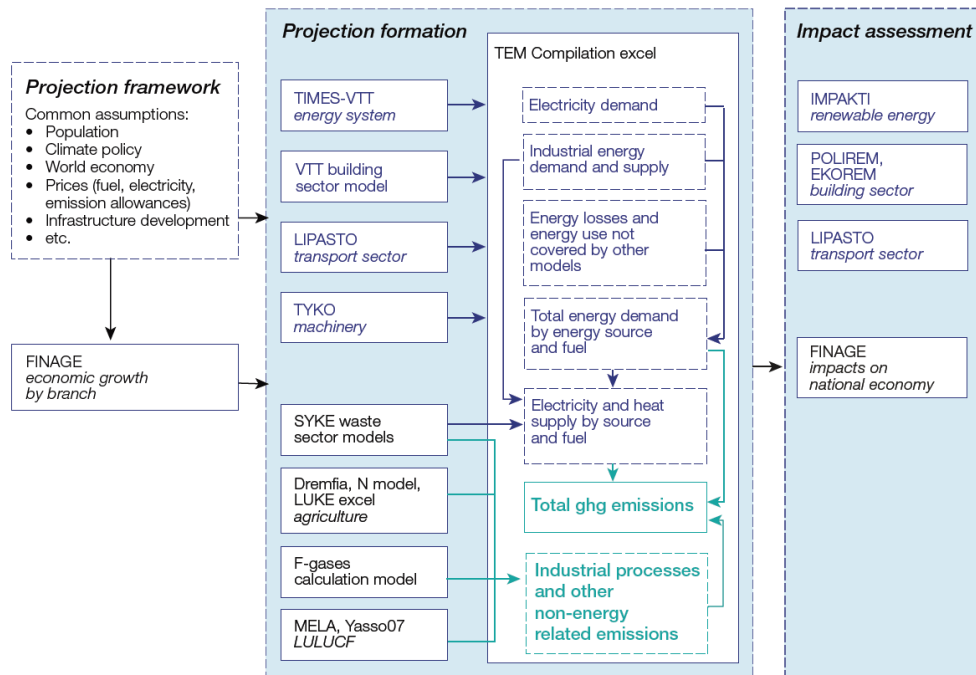 Projection framework
Common assumptions:
• Population
• Climate policy
• World economy
• Prices (fuel, electricity,
emission allowances)
• Infrastructure development
• etc.
FINAGE
economic growth
by branch
Projection formation
TIMES-VTT
energy system
VTT building
sector model
LIPASTO
transport sector
TYKO
machinery
SYKE waste
sector models
Dremfia, N model,
LUKE excel
agriculture
F-gases
calculation model
MELA, Yasso07
LULUCF
TEM Compilation excel
Electricity demand
Industrial energy
demand and supply
Energy losses and
energy use not
covered by other
models
Total energy demand
by energy source
and fuel
Electricity and heat
supply by source
and fuel
Total ghg emissions
Industrial processes
and other
non-energy
related emissions
Impact assessment
IMPAKTI
renewable energy
POLIREM,
EKOREM
building sector
LIPASTO
transport sector
FINAGE
impacts on
national economy